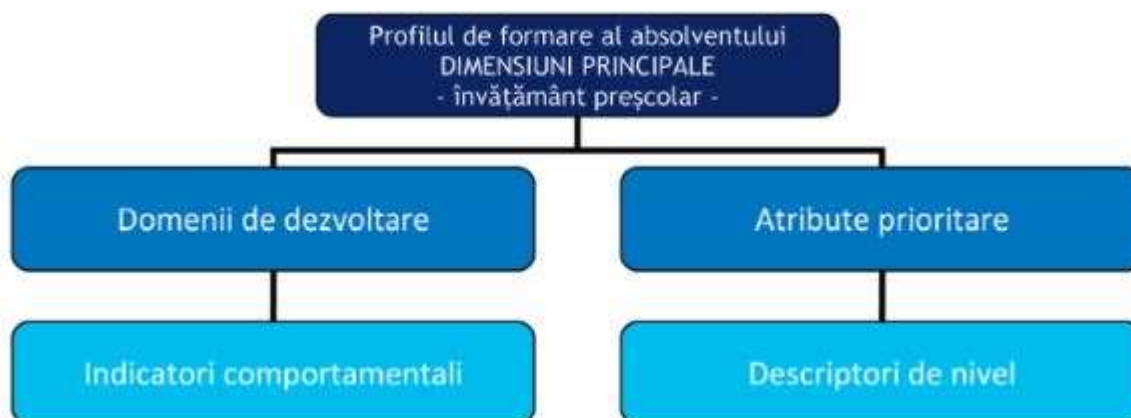 Profilul de formare al absolventului
DIMENSIUNI PRINCIPALE
- învățământ preșcolar -
Domenii de dezvoltare
Atribute prioritare
Indicatori comportamentali
Descriptori de nivel